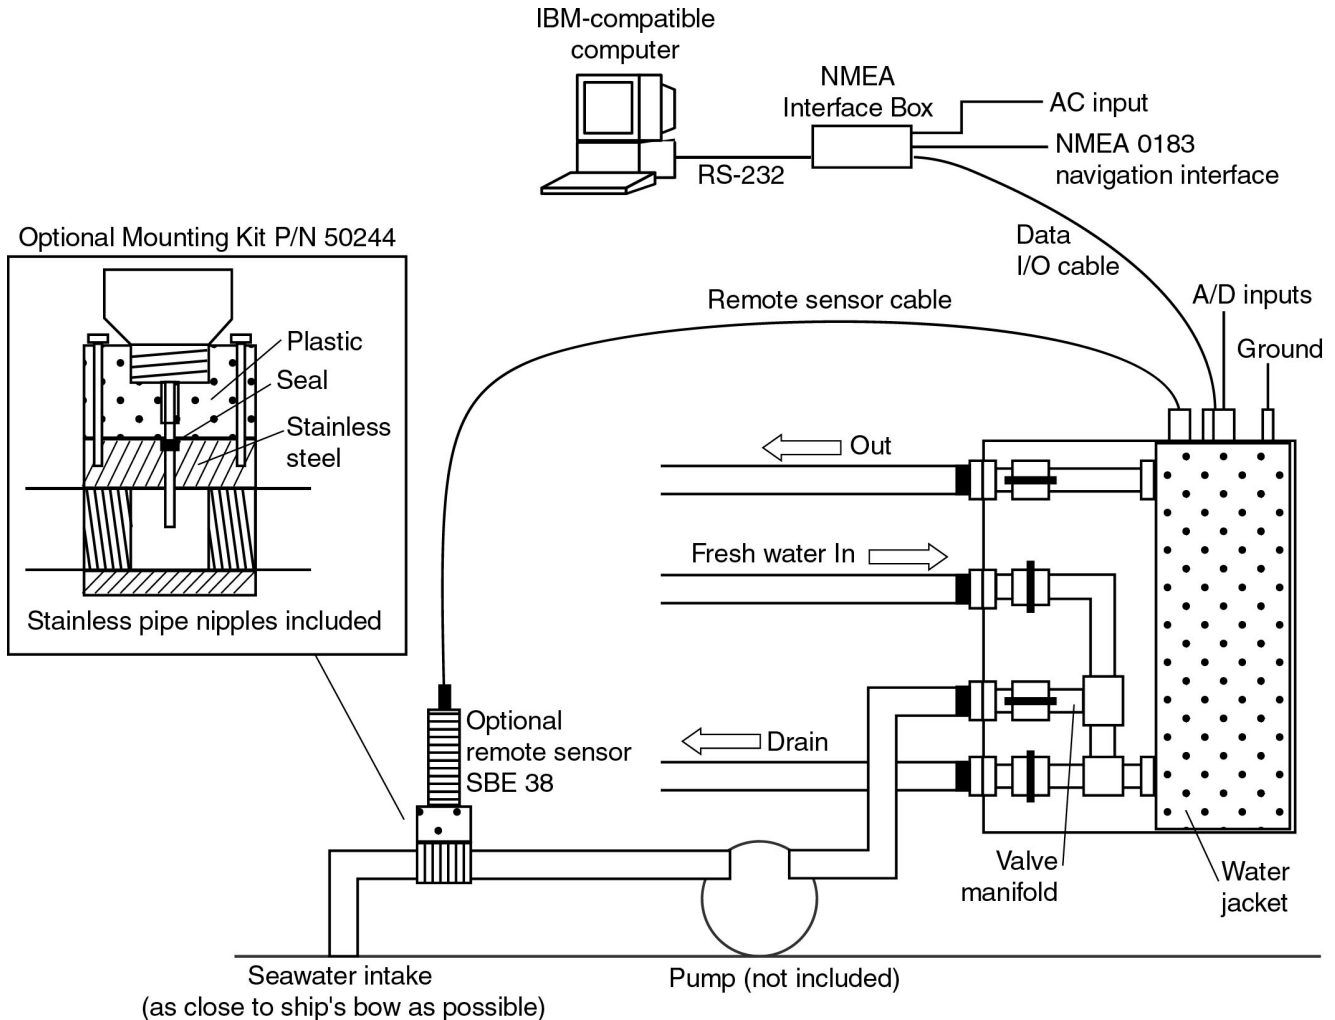 IBM-compatible
computer
NMEA
Interface Box
AC input
NMEA 0183
navigation interface
RS-232
Data
I/O cable
Optional Mounting Kit P/N 50244
Plastic
Seal
Stainless
steel
Stainless pipe nipples included
Remote sensor cable
A/D inputs
Ground
Out
Fresh water In
Drain
Optional
remote sensor
SBE 38
Valve
manifold
Water
jacket
Seawater intake
(as close to ship's bow as possible)
Pump (not included)